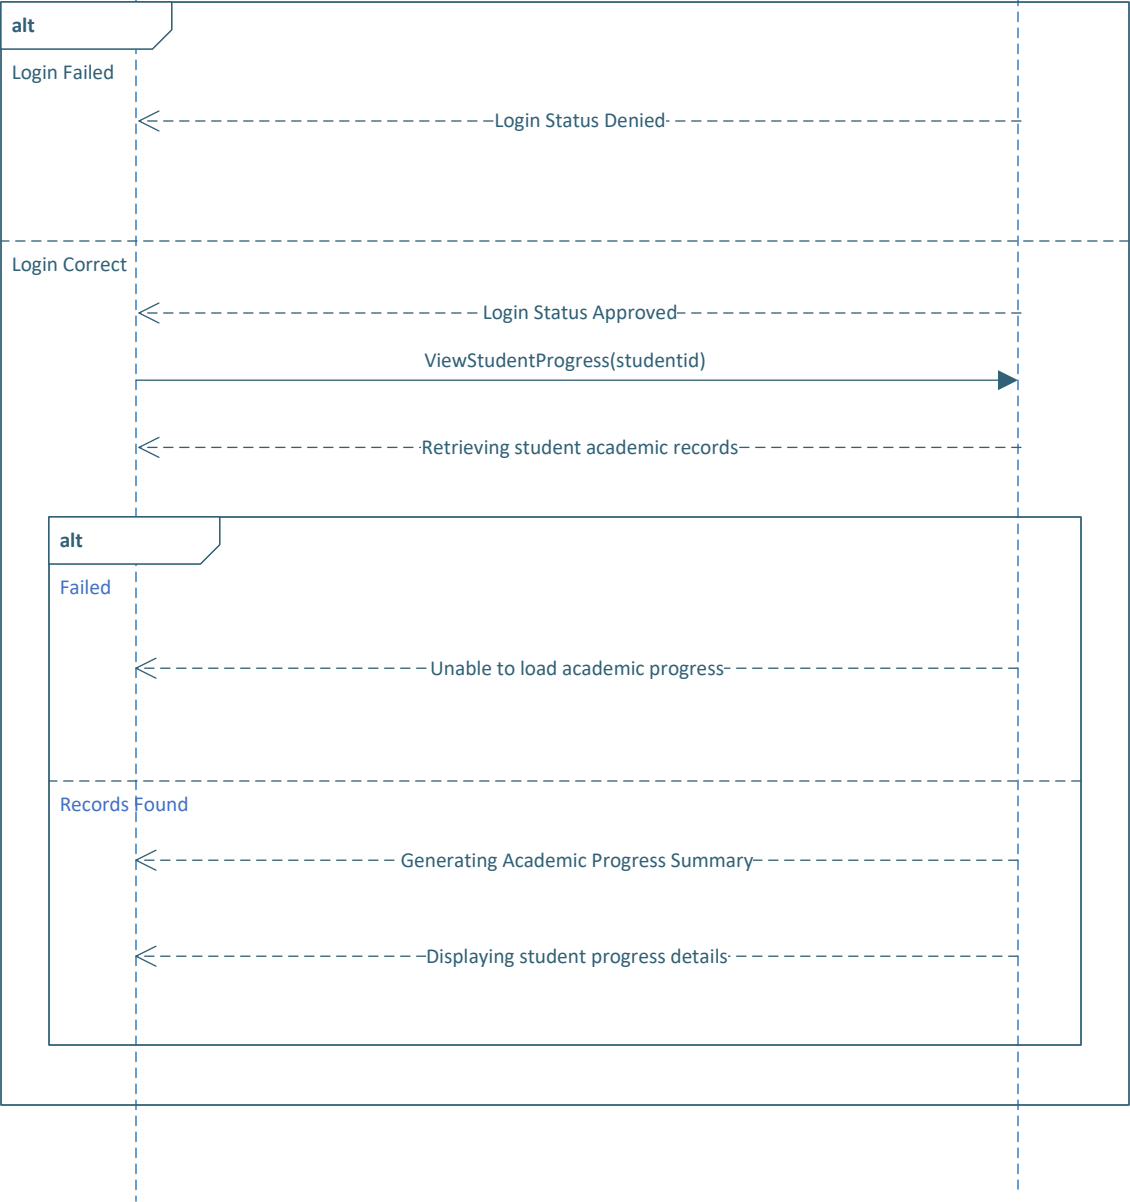 alt
Login Failed
Login Status Denied
Login Correct
Login Status Approved
ViewStudentProgress(studentid)
Retrieving student academic records
alt
Failed
Unable to load academic progress
Records Found
Generating Academic Progress Summary
Displaying student progress details